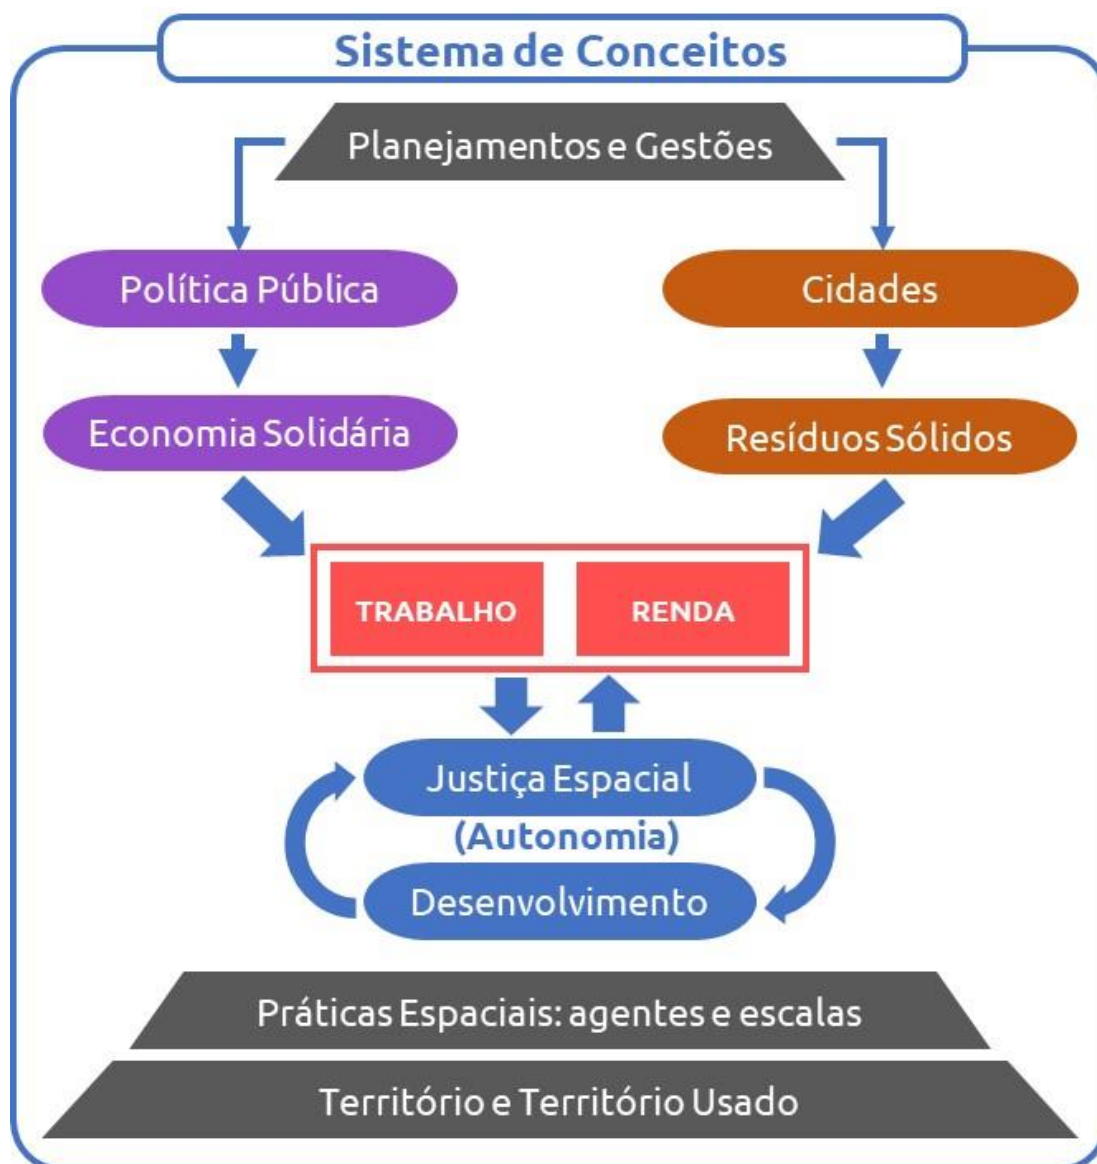 Sistema de Conceitos
Planejamentos e Gestões
Política Pública
Cidades
Economia Solidária
Resíduos Sólidos
TRABALHO
RENDA
Justiça Espacial
(Autonomia)
Desenvolvimento
Práticas Espaciais: agentes e escalas
Território e Território Usado